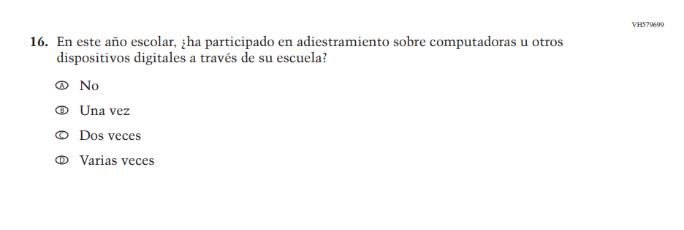 VH579699
16. En este año escolar, ¿ha participado en adiestramiento sobre computadoras u otros
dispositivos digitales a través de su escuela?
A No
B Una vez
C Dos veces
D Varias veces